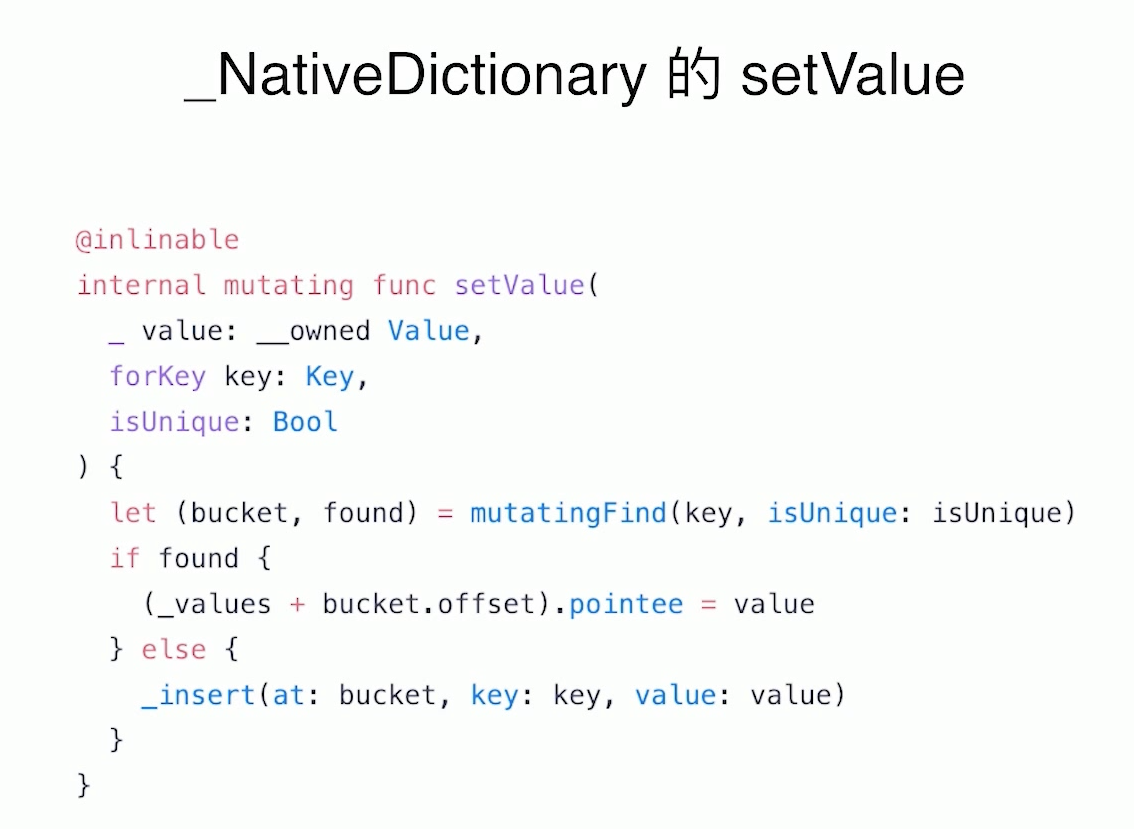 _NativeDictionary 的 setValue
@inlinable
internal mutating func setValue(
  _ value: __owned Value,
  forKey key: Key,
  isUnique: Bool
) {
  let (bucket, found) = mutatingFind(key, isUnique: isUnique)
  if found {
    (_values + bucket.offset).pointee = value
  } else {
    _insert(at: bucket, key: key, value: value)
  }
}